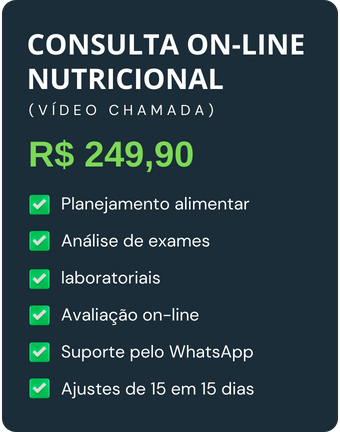 CONSULTA ON-LINE
NUTRICIONAL
(VÍDEO CHAMADA)
R$ 249,90
Planejamento alimentar
Análise de exames
laboratoriais
Avaliação on-line
Suporte pelo WhatsApp
Ajustes de 15 em 15 dias